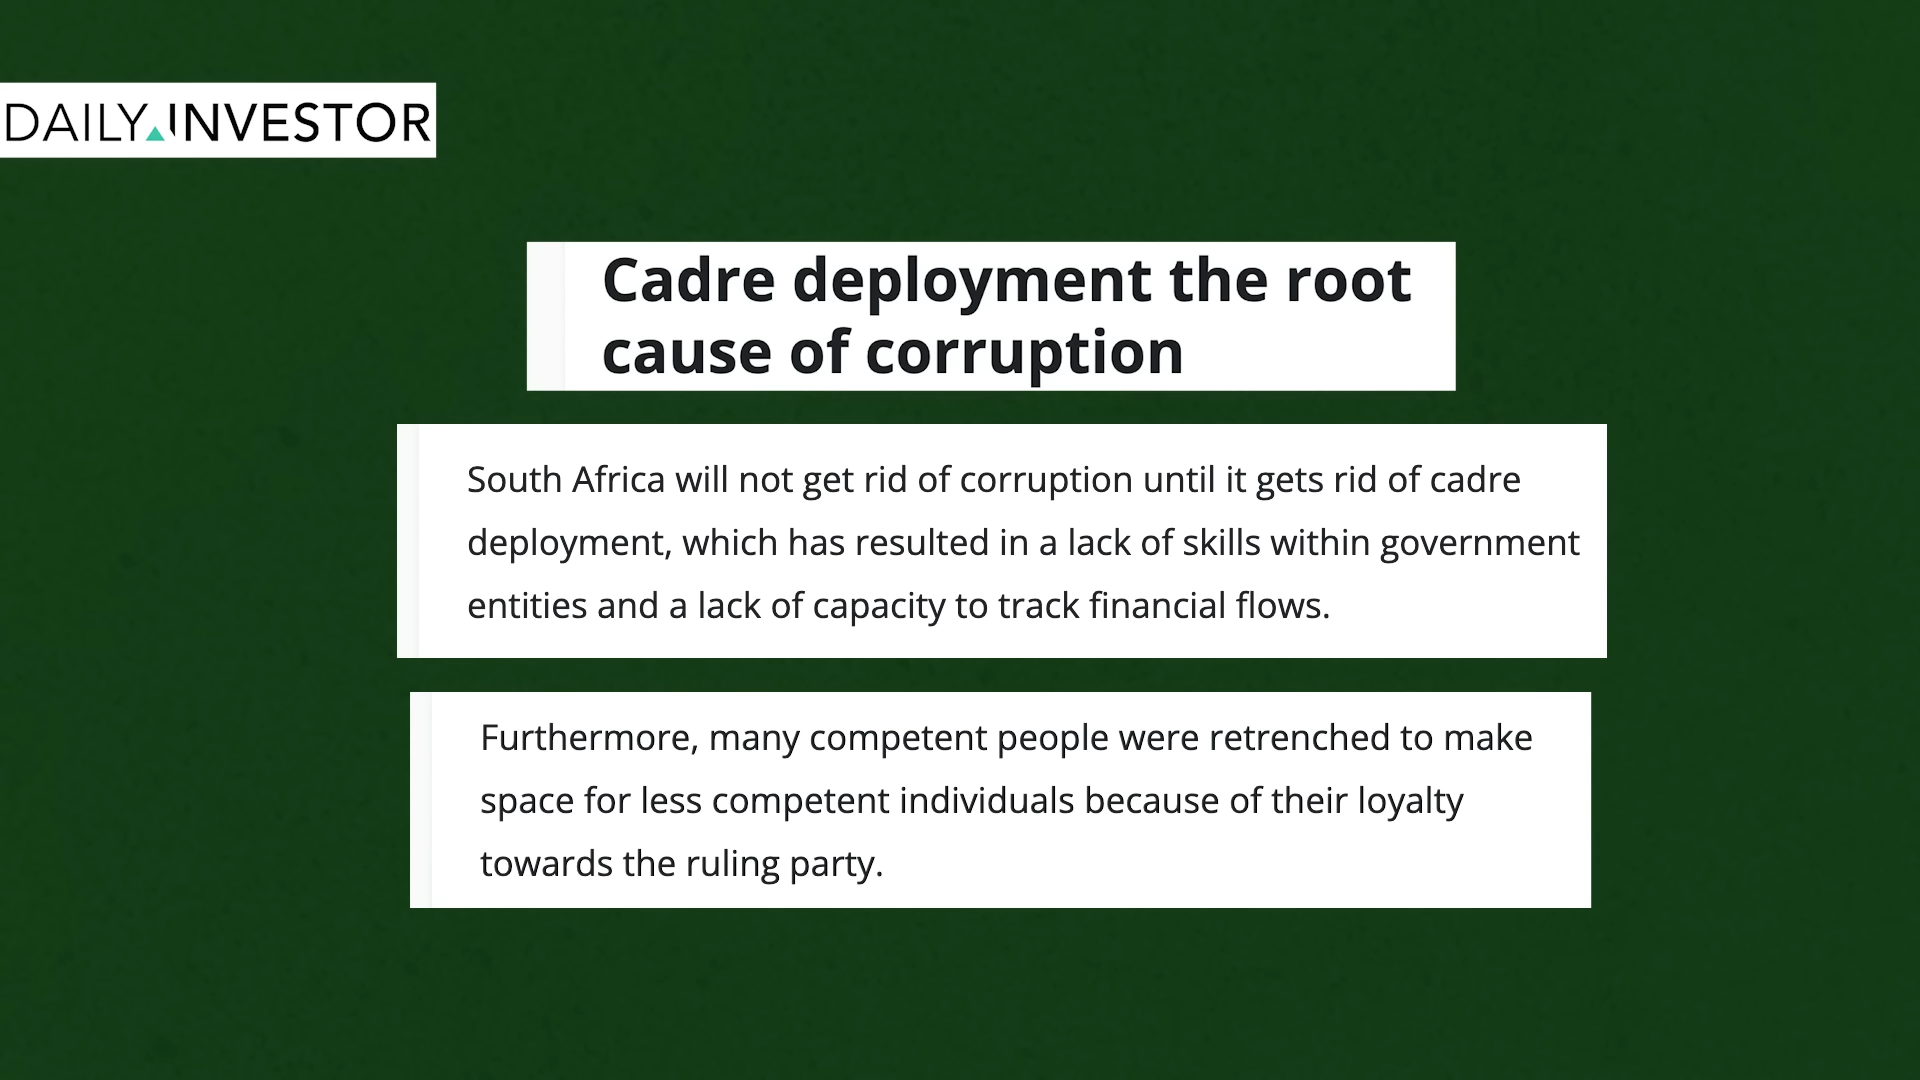 DAILY INVESTOR
Cadre deployment the root
cause of corruption
South Africa will not get rid of corruption until it gets rid of cadre
deployment, which has resulted in a lack of skills within government
entities and a lack of capacity to track financial flows.
Furthermore, many competent people were retrenched to make
space for less competent individuals because of their loyalty
towards the ruling party.